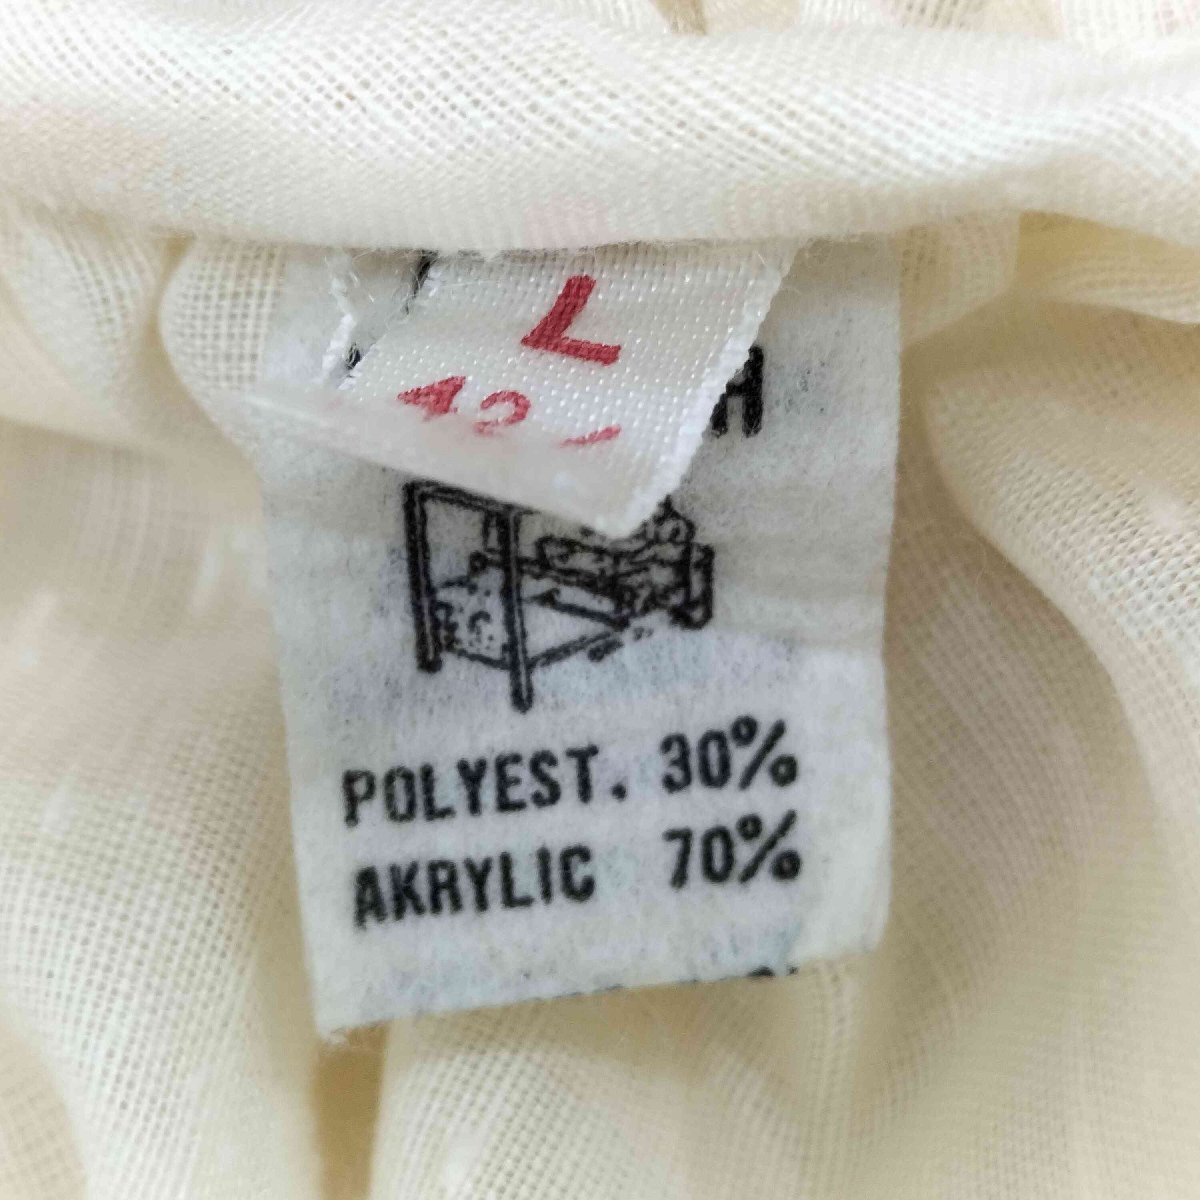 L
POLYEST. 30%
AKRYLIC 70%